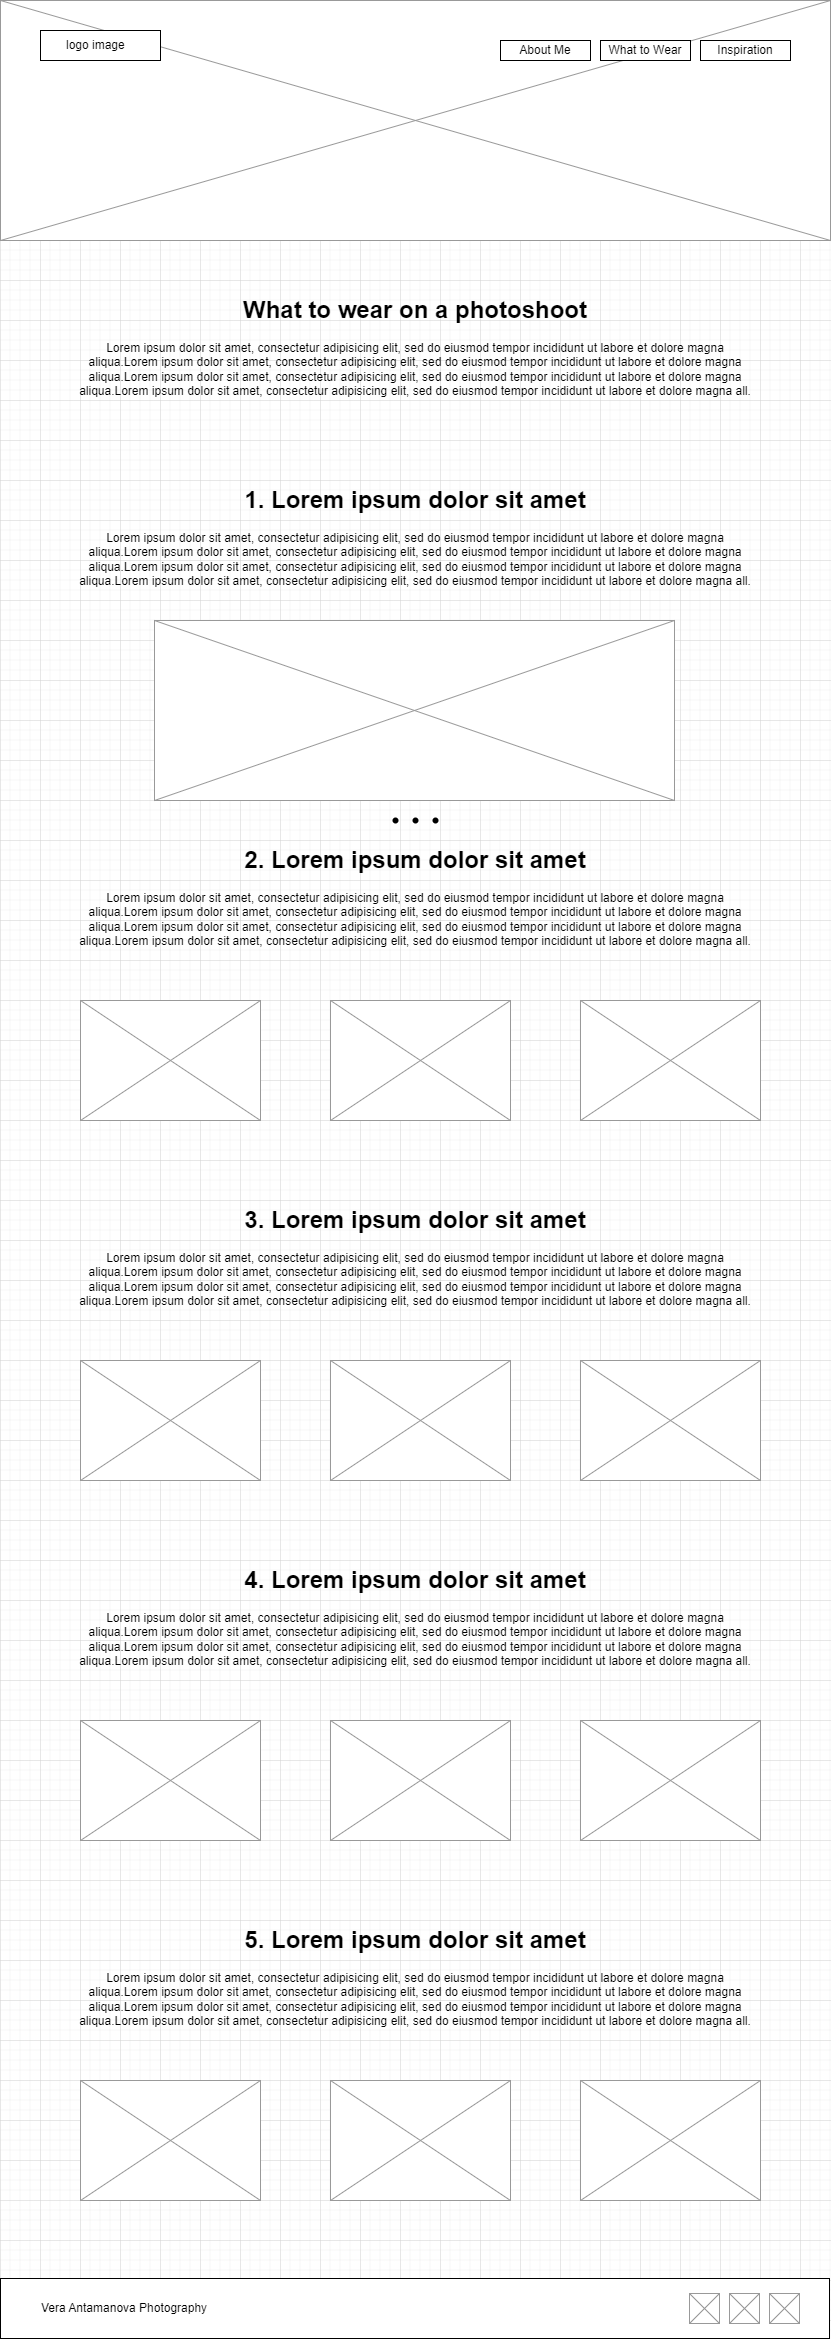 logo image
About Me
What to Wear
Inspiration
What to wear on a photoshoot
Lorem ipsum dolor sit amet, consectetur adipisicing elit, sed do eiusmod tempor incididunt ut labore et dolore magna
aliqua.Lorem ipsum dolor sit amet, consectetur adipisicing elit, sed do eiusmod tempor incididunt ut labore et dolore magna
aliqua.Lorem ipsum dolor sit amet, consectetur adipisicing elit, sed do eiusmod tempor incididunt ut labore et dolore magna
aliqua.Lorem ipsum dolor sit amet, consectetur adipisicing elit, sed do eiusmod tempor incididunt ut labore et dolore magna all.
1. Lorem ipsum dolor sit amet
Lorem ipsum dolor sit amet, consectetur adipisicing elit, sed do eiusmod tempor incididunt ut labore et dolore magna
aliqua.Lorem ipsum dolor sit amet, consectetur adipisicing elit, sed do eiusmod tempor incididunt ut labore et dolore magna
aliqua.Lorem ipsum dolor sit amet, consectetur adipisicing elit, sed do eiusmod tempor incididunt ut labore et dolore magna
aliqua.Lorem ipsum dolor sit amet, consectetur adipisicing elit, sed do eiusmod tempor incididunt ut labore et dolore magna all.
2. Lorem ipsum dolor sit amet
Lorem ipsum dolor sit amet, consectetur adipisicing elit, sed do eiusmod tempor incididunt ut labore et dolore magna
aliqua.Lorem ipsum dolor sit amet, consectetur adipisicing elit, sed do eiusmod tempor incididunt ut labore et dolore magna
aliqua.Lorem ipsum dolor sit amet, consectetur adipisicing elit, sed do eiusmod tempor incididunt ut labore et dolore magna
aliqua.Lorem ipsum dolor sit amet, consectetur adipisicing elit, sed do eiusmod tempor incididunt ut labore et dolore magna all.
3. Lorem ipsum dolor sit amet
Lorem ipsum dolor sit amet, consectetur adipisicing elit, sed do eiusmod tempor incididunt ut labore et dolore magna
aliqua.Lorem ipsum dolor sit amet, consectetur adipisicing elit, sed do eiusmod tempor incididunt ut labore et dolore magna
aliqua.Lorem ipsum dolor sit amet, consectetur adipisicing elit, sed do eiusmod tempor incididunt ut labore et dolore magna
aliqua.Lorem ipsum dolor sit amet, consectetur adipisicing elit, sed do eiusmod tempor incididunt ut labore et dolore magna all.
4. Lorem ipsum dolor sit amet
Lorem ipsum dolor sit amet, consectetur adipisicing elit, sed do eiusmod tempor incididunt ut labore et dolore magna
aliqua.Lorem ipsum dolor sit amet, consectetur adipisicing elit, sed do eiusmod tempor incididunt ut labore et dolore magna
aliqua.Lorem ipsum dolor sit amet, consectetur adipisicing elit, sed do eiusmod tempor incididunt ut labore et dolore magna
aliqua.Lorem ipsum dolor sit amet, consectetur adipisicing elit, sed do eiusmod tempor incididunt ut labore et dolore magna all.
5. Lorem ipsum dolor sit amet
Lorem ipsum dolor sit amet, consectetur adipisicing elit, sed do eiusmod tempor incididunt ut labore et dolore magna
aliqua.Lorem ipsum dolor sit amet, consectetur adipisicing elit, sed do eiusmod tempor incididunt ut labore et dolore magna
aliqua.Lorem ipsum dolor sit amet, consectetur adipisicing elit, sed do eiusmod tempor incididunt ut labore et dolore magna
aliqua.Lorem ipsum dolor sit amet, consectetur adipisicing elit, sed do eiusmod tempor incididunt ut labore et dolore magna all.
Vera Antamanova Photography